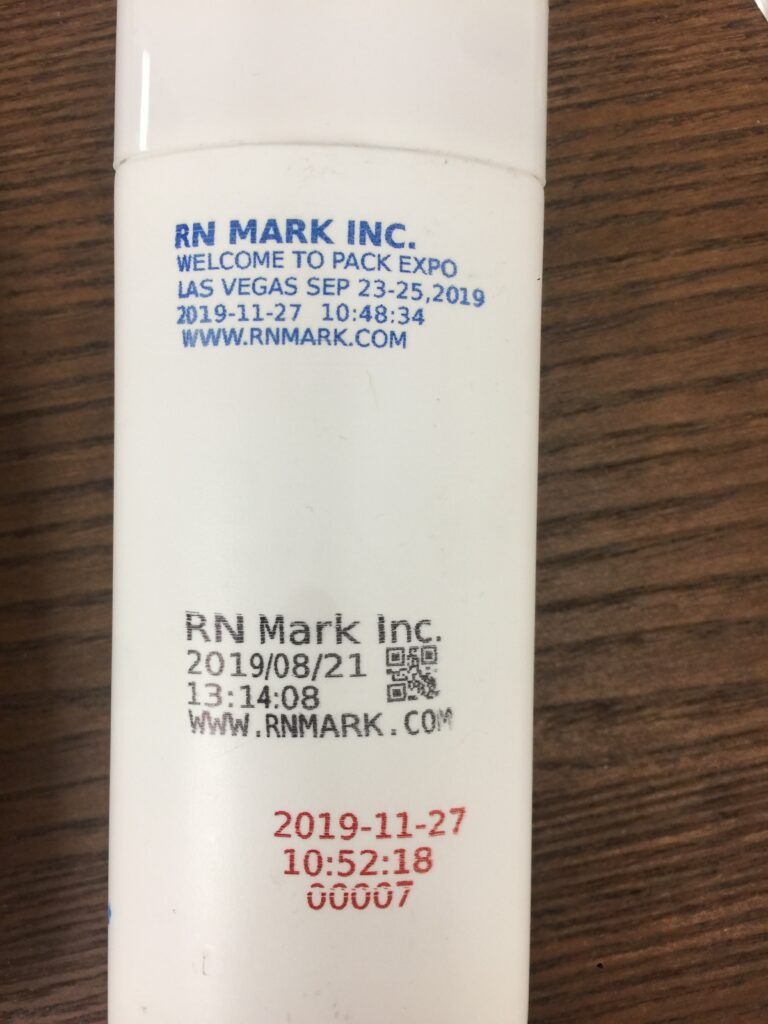 RN MARK INC.
WELCOME TO PACK EXPO
LAS VEGAS SEP 23-25,2019
2019-11-27 10:48:34
WWW.RNMARK.COM
RN Mark Inc.
2019/08/21
13:14:08
WWW.RNMARK.COM
2019-11-27
10:52:18
00007